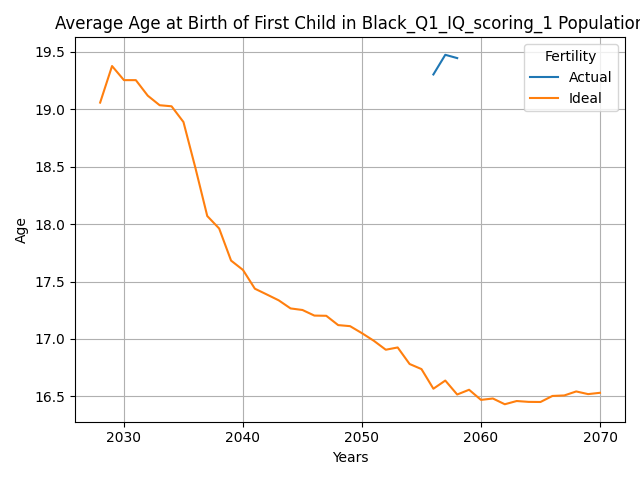 Average Age at Birth of First Child in Black_Q1_IQ_scoring_1 Population
Fertility
Actual
Ideal
19.5
19.0
18.5
18.0
17.5
17.0
16.5
Age
2030 2040 2050 2060 2070
Years